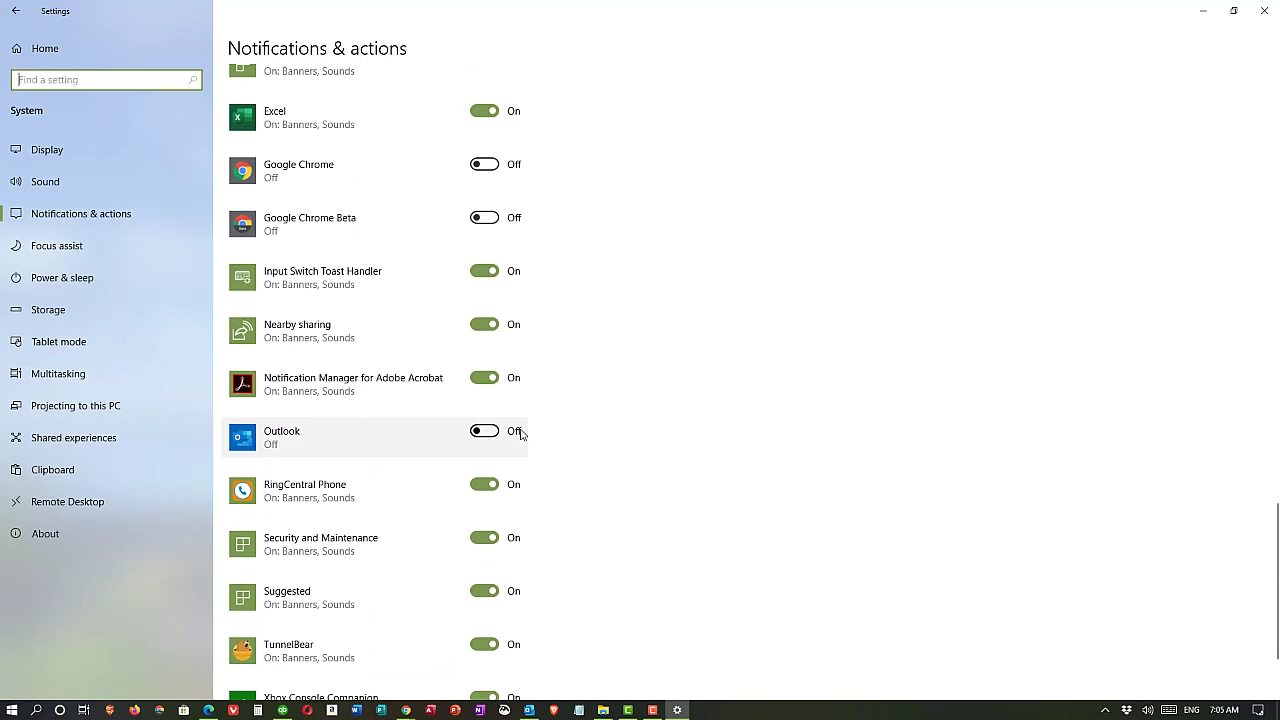 Settings
Home
Find a setting
System
Display
Sound
Notifications & actions
Focus assist
Power & sleep
Storage
Tablet mode
Multitasking
Projecting to this PC
Shared experiences
Clipboard
Remote Desktop
About
Notifications & actions
On: Banners, Sounds
Excel
On
On: Banners, Sounds
Google Chrome
Off
Off
Google Chrome Beta
Off
Off
Input Switch Toast Handler
On
On: Banners, Sounds
Nearby sharing
On
On: Banners, Sounds
Notification Manager for Adobe Acrobat
On
On: Banners, Sounds
Outlook
Off
Off
RingCentral Phone
On
On: Banners, Sounds
Security and Maintenance
On
On: Banners, Sounds
Suggested
On
On: Banners, Sounds
TunnelBear
On
On: Banners, Sounds
Xbox Console Companion
On
ENG
7:05 AM